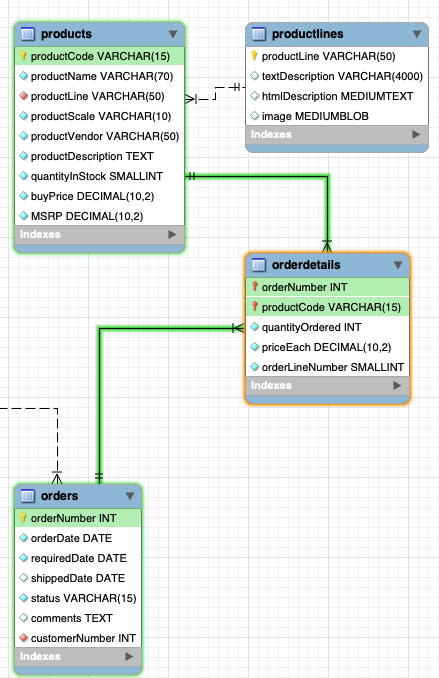 products
productCode VARCHAR(15)
productName VARCHAR(70)
productLine VARCHAR(50)
productScale VARCHAR(10)
productVendor VARCHAR(50)
productDescription TEXT
quantityInStock SMALLINT
buyPrice DECIMAL(10,2)
MSRP DECIMAL(10,2)
Indexes
productlines
productLine VARCHAR(50)
textDescription VARCHAR(4000)
htmlDescription MEDIUMTEXT
image MEDIUMBLOB
Indexes
orderdetails
orderNumber INT
productCode VARCHAR(15)
quantityOrdered INT
priceEach DECIMAL(10,2)
orderLineNumber SMALLINT
Indexes
orders
orderNumber INT
orderDate DATE
requiredDate DATE
shippedDate DATE
status VARCHAR(15)
comments TEXT
customerNumber INT
Indexes